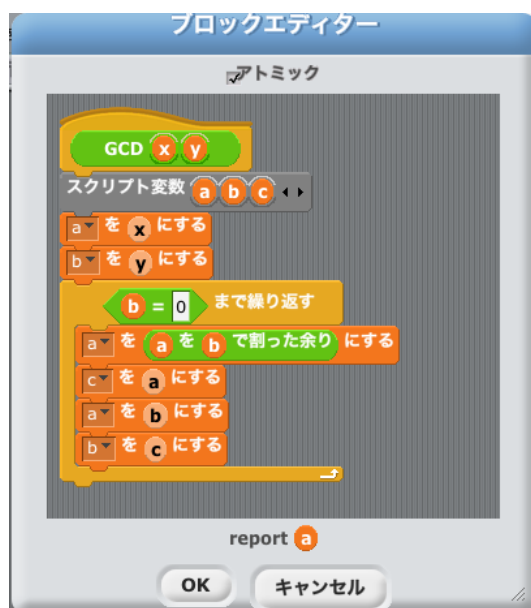 ブロックエディター
アトミック
GCD x y
スクリプト変数 a b c
a を x にする
b を y にする
b = 0 まで繰り返す
a を a を b で割った余り にする
c を a にする
a を b にする
b を c にする
report a
OK キャンセル